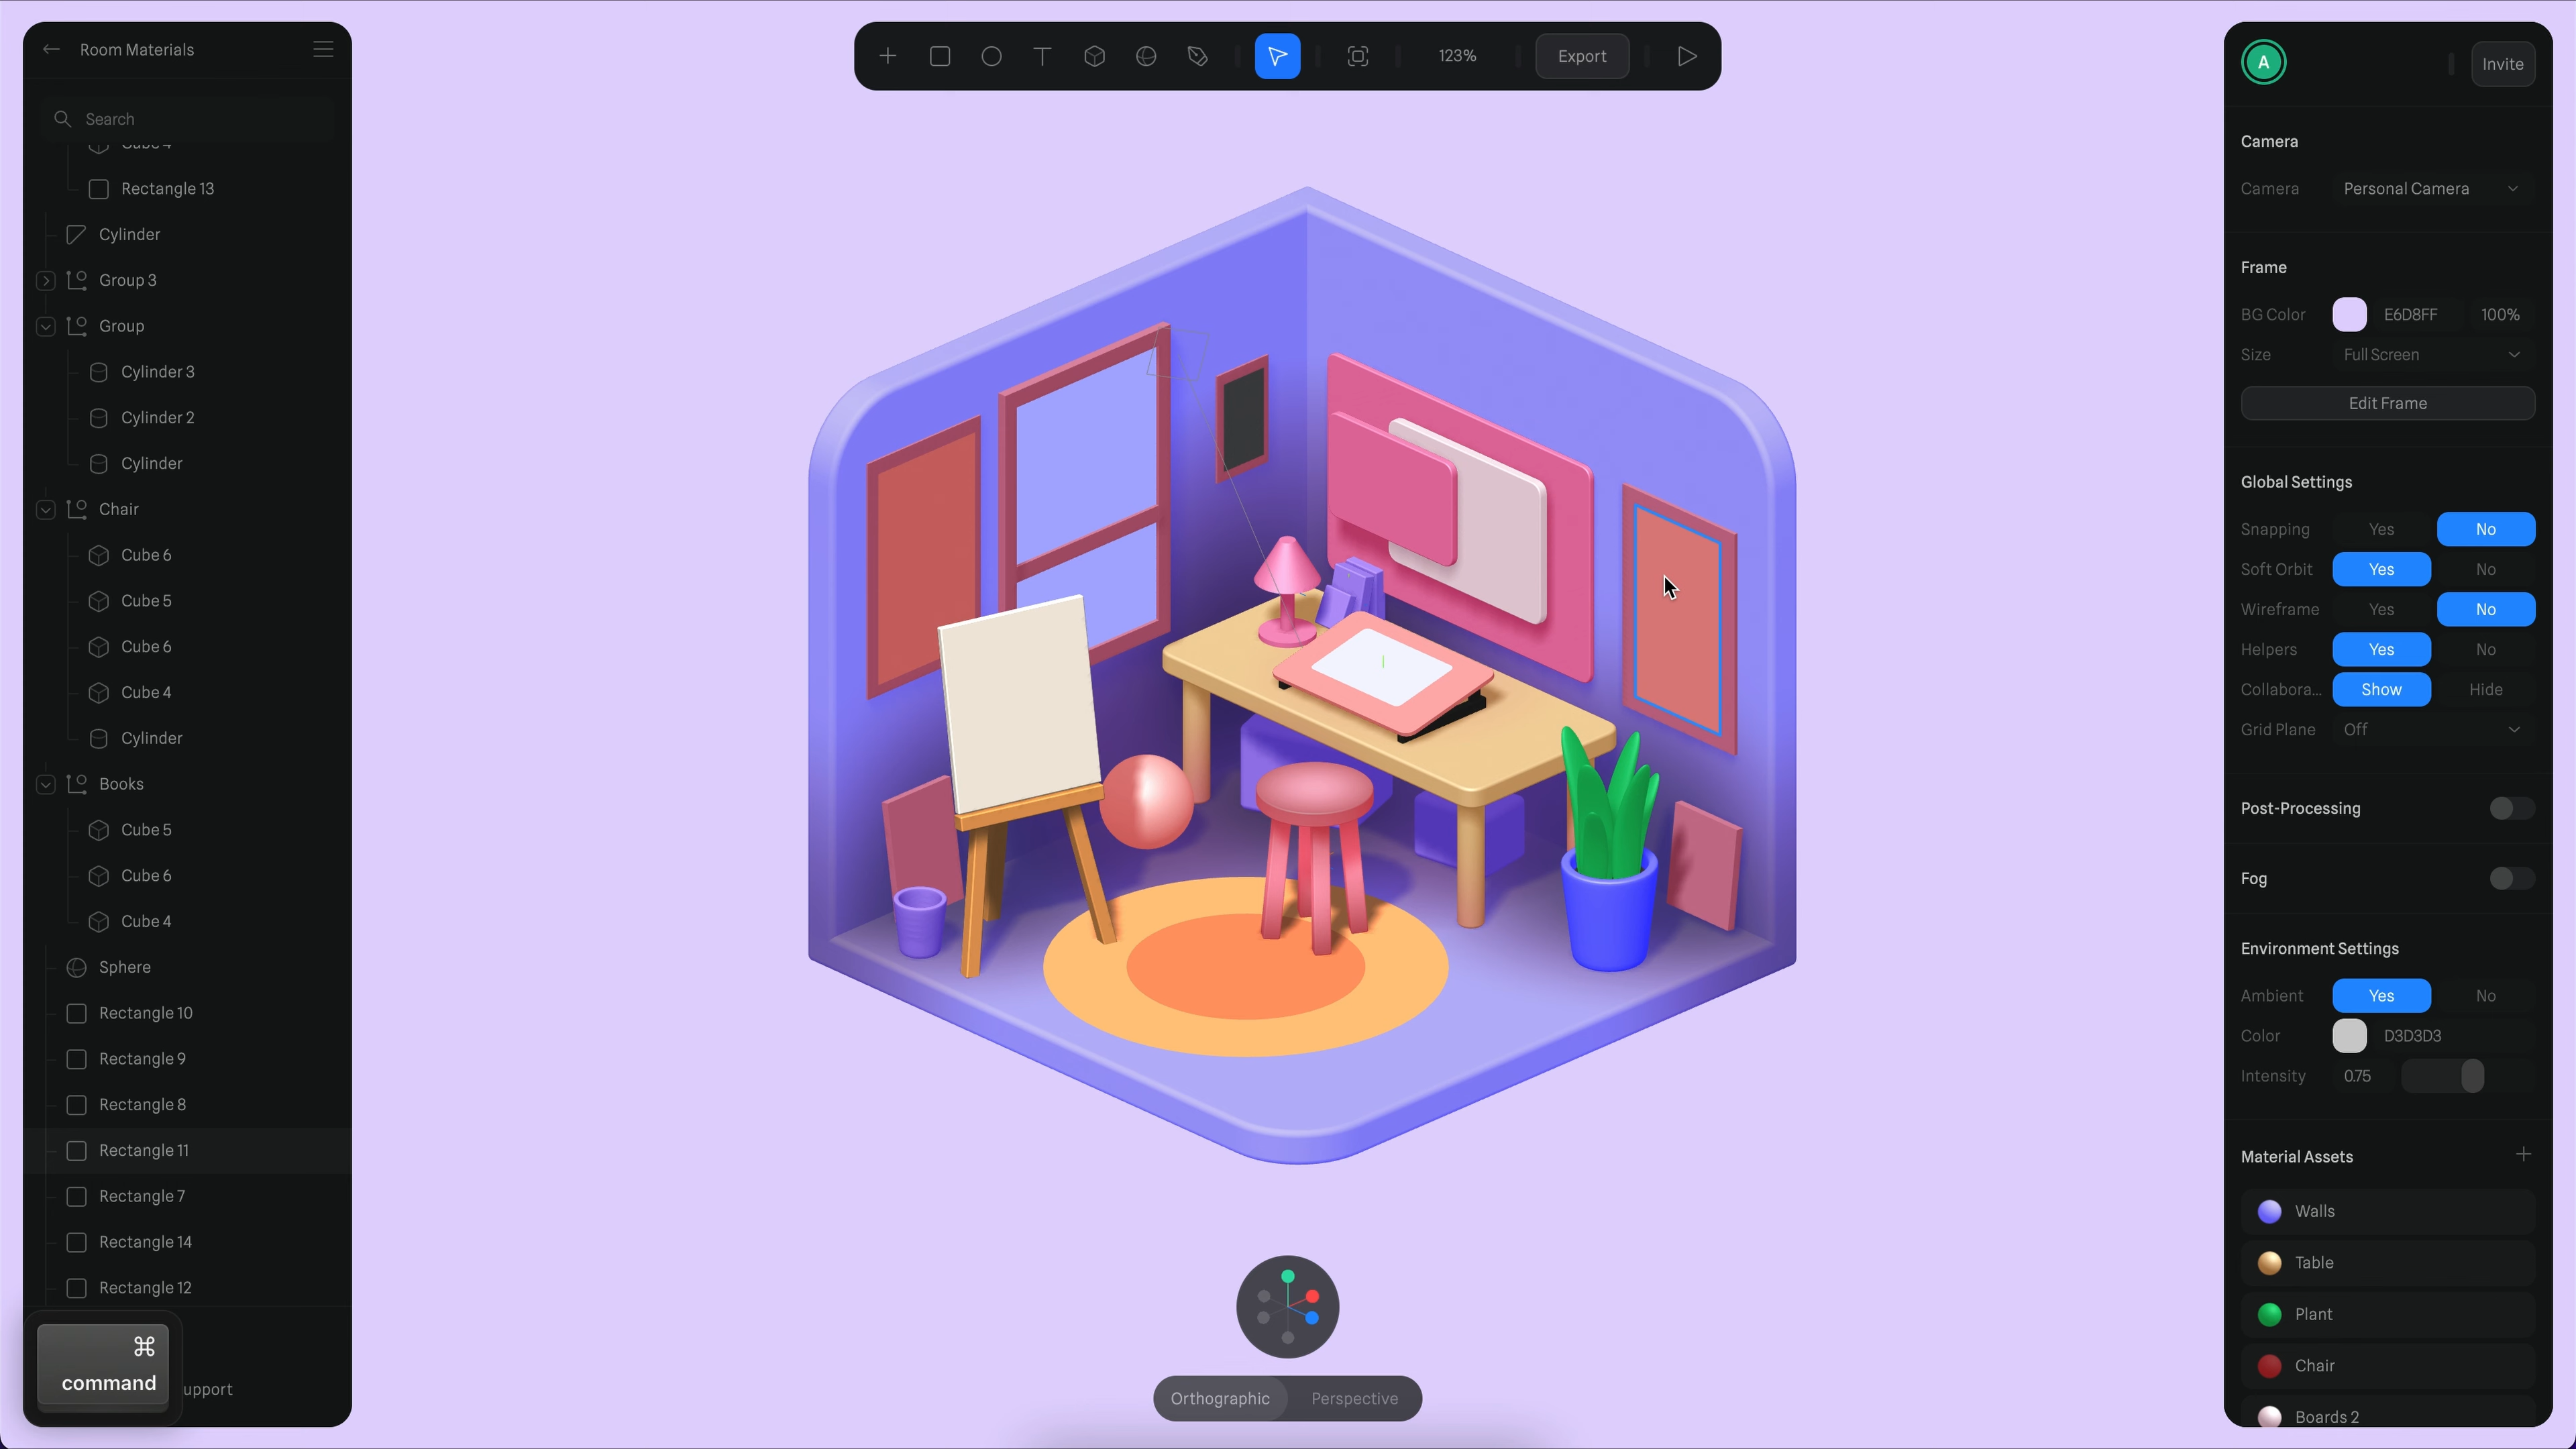 Room Materials
Search
Cube 4
Rectangle 13
Cylinder
Group 3
Group
Cylinder 3
Cylinder 2
Cylinder
Chair
Cube 6
Cube 5
Cube 6
Cube 4
Cylinder
Books
Cube 5
Cube 6
Cube 4
Sphere
Rectangle 10
Rectangle 9
Rectangle 8
Rectangle 11
Rectangle 7
Rectangle 14
Rectangle 12
⌘
command
upport
123%
Export
Orthographic
Perspective
A
Invite
Camera
Camera Personal Camera
Frame
BG Color E6D8FF 100%
Size Full Screen
Edit Frame
Global Settings
Snapping Yes No
Soft Orbit Yes No
Wireframe Yes No
Helpers Yes No
Collabora... Show Hide
Grid Plane Off
Post-Processing
Fog
Environment Settings
Ambient Yes No
Color D3D3D3
Intensity 0.75
Material Assets
Walls
Table
Plant
Chair
Boards 2